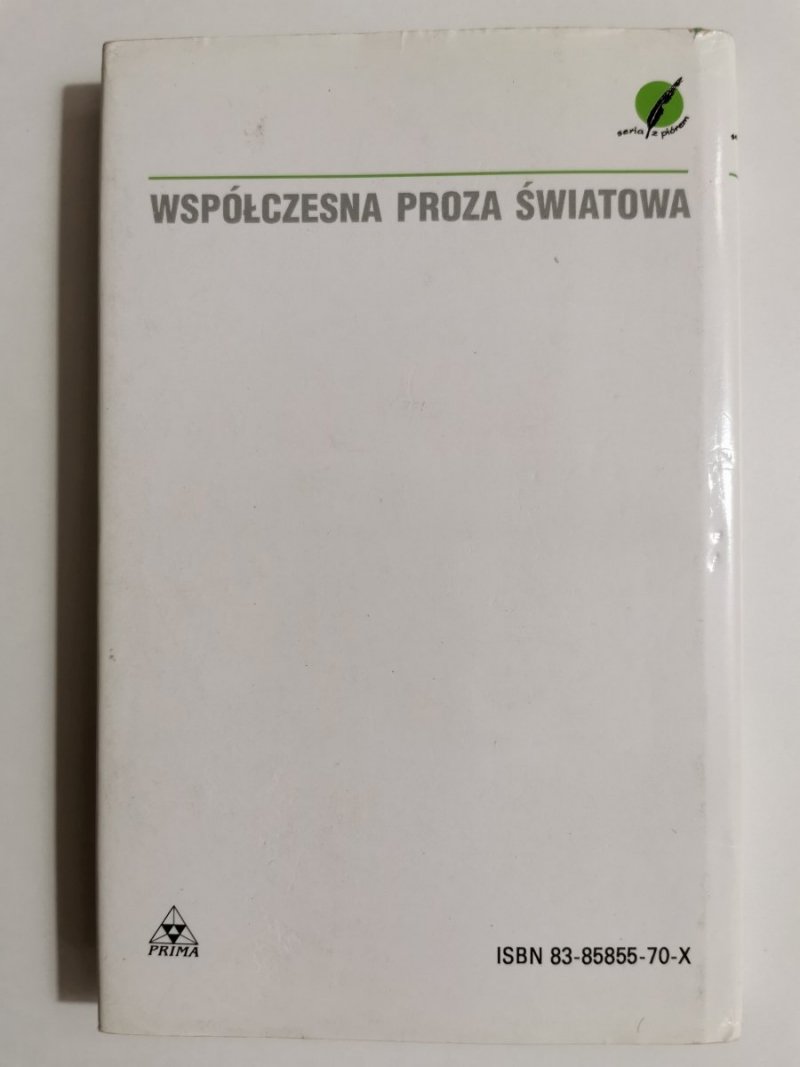 seria z piórem
WSPÓŁCZESNA PROZA ŚWIATOWA
PRIMA
ISBN 83-85855-70-X